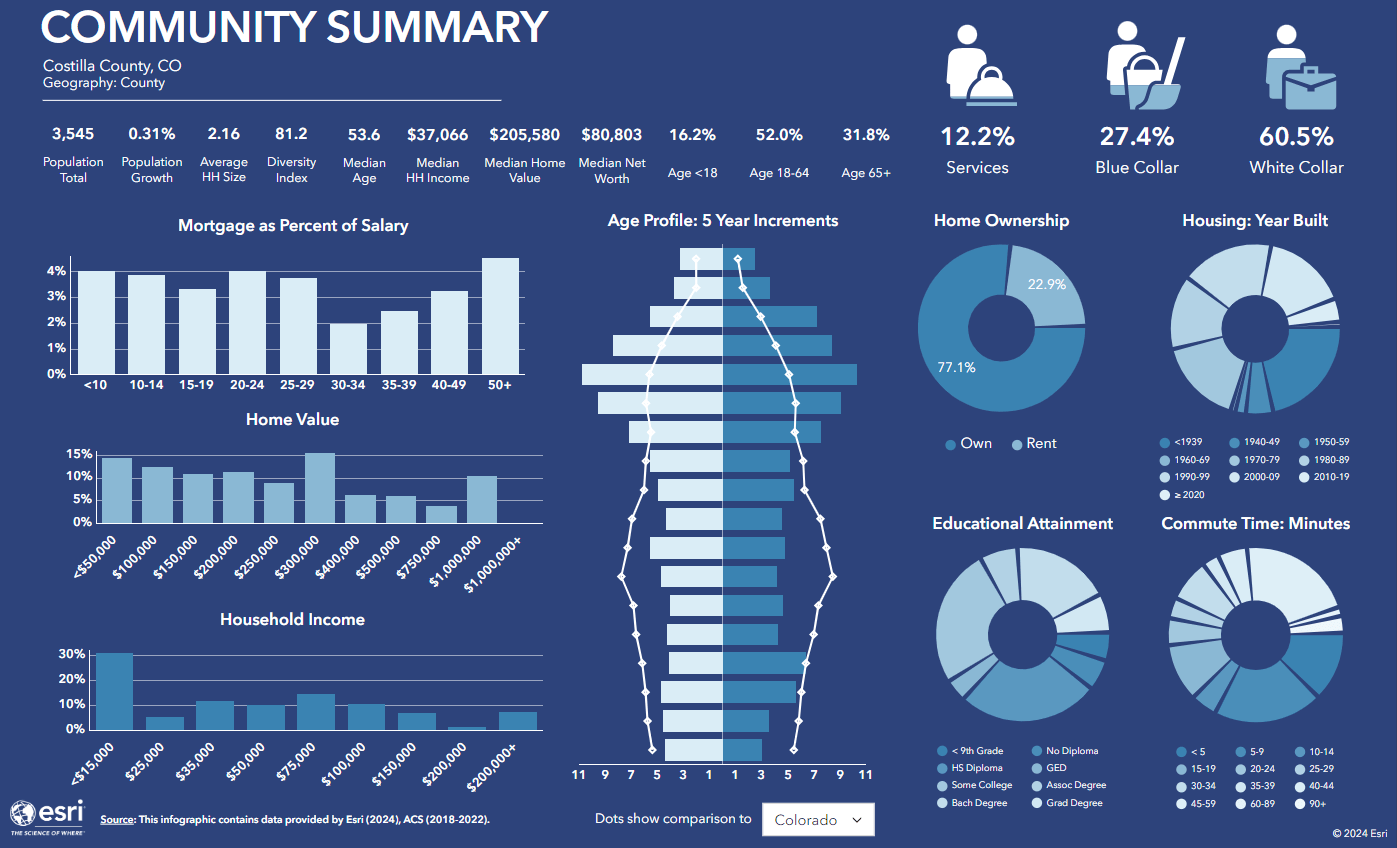 COMMUNITY SUMMARY
Costilla County, CO
Geography: County
3,545 0.31% 2.16 81.2 53.6 $37,066 $205,580 $80,803 16.2% 52.0% 31.8%
Population Total
Population Growth
Average HH Size
Diversity Index
Median Age
Median HH Income
Median Home Value
Median Net Worth
Age <18
Age 18-64
Age 65+
12.2% 27.4% 60.5%
Services Blue Collar White Collar
Mortgage as Percent of Salary
4%
3%
2%
1%
0%
<10 10-14 15-19 20-24 25-29 30-34 35-39 40-49 50+
Home Value
15%
10%
5%
0%
<$50,000 $100,000 $150,000 $200,000 $250,000 $300,000 $400,000 $500,000 $750,000 $1,000,000 $1,000,000+
Household Income
30%
20%
10%
0%
<$15,000 $25,000 $35,000 $50,000 $75,000 $100,000 $150,000 $200,000 $200,000+
Age Profile: 5 Year Increments
11 9 7 5 3 1 1 3 5 7 9 11
Dots show comparison to Colorado
Home Ownership
22.9%
77.1%
Own Rent
Housing: Year Built
<1939 1940-49 1950-59
1960-69 1970-79 1980-89
1990-99 2000-09 2010-19
≥ 2020
Educational Attainment
< 9th Grade No Diploma
HS Diploma GED
Some College Assoc Degree
Bach Degree Grad Degree
Commute Time: Minutes
< 5 5-9 10-14
15-19 20-24 25-29
30-34 35-39 40-44
45-59 60-89 90+
esri
THE SCIENCE OF WHERE
Source: This infographic contains data provided by Esri (2024), ACS (2018-2022).
© 2024 Esri